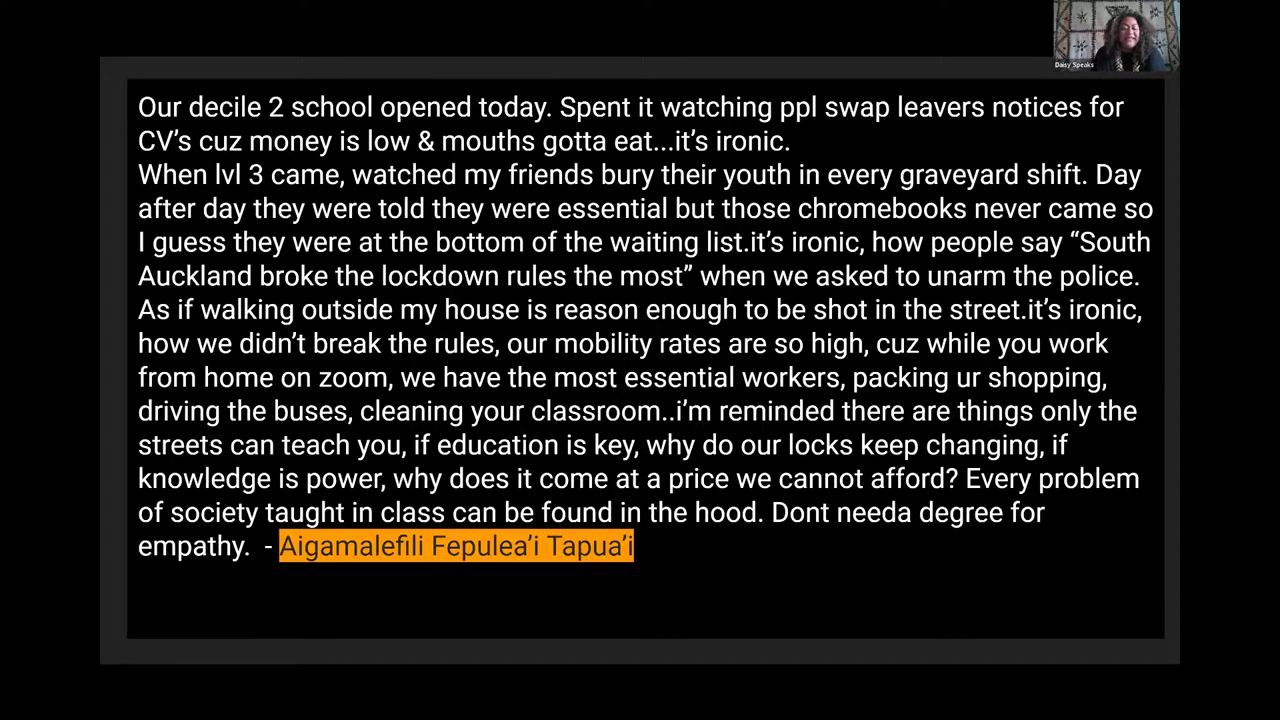 Daisy Speaks
Our decile 2 school opened today. Spent it watching ppl swap leavers notices for
CV’s cuz money is low & mouths gotta eat...it’s ironic.
When lvl 3 came, watched my friends bury their youth in every graveyard shift. Day
after day they were told they were essential but those chromebooks never came so
I guess they were at the bottom of the waiting list.it’s ironic, how people say “South
Auckland broke the lockdown rules the most” when we asked to unarm the police.
As if walking outside my house is reason enough to be shot in the street.it’s ironic,
how we didn’t break the rules, our mobility rates are so high, cuz while you work
from home on zoom, we have the most essential workers, packing ur shopping,
driving the buses, cleaning your classroom..i’m reminded there are things only the
streets can teach you, if education is key, why do our locks keep changing, if
knowledge is power, why does it come at a price we cannot afford? Every problem
of society taught in class can be found in the hood. Dont needa degree for
empathy.  - Aigamalefili Fepulea’i Tapua’i